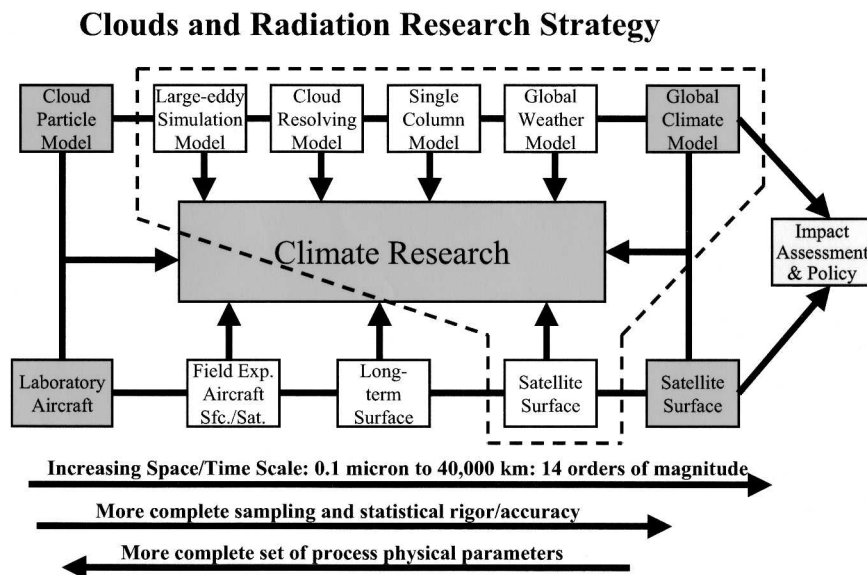 Clouds and Radiation Research Strategy
Cloud
Particle
Model
Large-eddy
Simulation
Model
Cloud
Resolving
Model
Single
Column
Model
Global
Weather
Model
Global
Climate
Model
Climate Research
Impact
Assessment
& Policy
Laboratory
Aircraft
Field Exp.
Aircraft
Sfc./Sat.
Long-
term
Surface
Satellite
Surface
Satellite
Surface
Increasing Space/Time Scale: 0.1 micron to 40,000 km: 14 orders of magnitude
More complete sampling and statistical rigor/accuracy
More complete set of process physical parameters